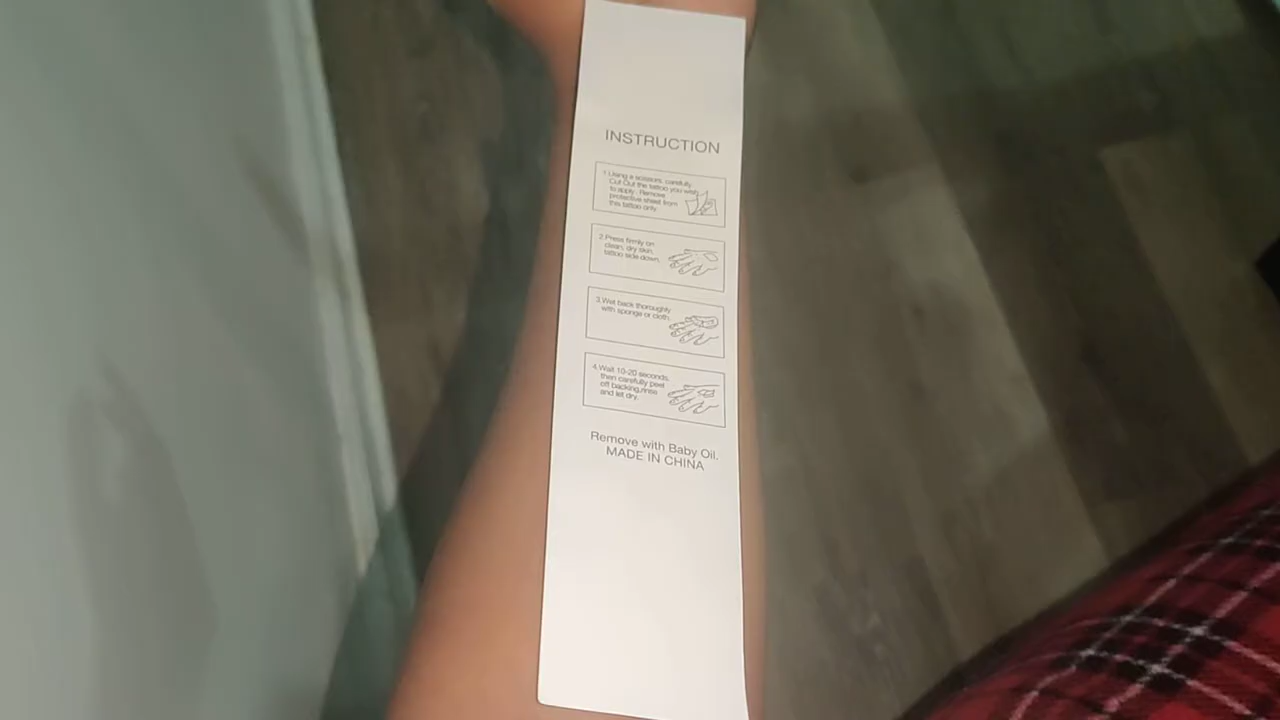 INSTRUCTION
1.Using a scissors, carefully
Cut Out the tattoo you wish
to apply. Remove
protective sheet from
this tattoo only.
2.Press firmly on
clean, dry skin,
tattoo side down.
3.Wet back thoroughly
with sponge or cloth.
4.Wait 10-20 seconds,
then carefully peel
off backing,rinse
and let dry.
Remove with Baby Oil.
MADE IN CHINA